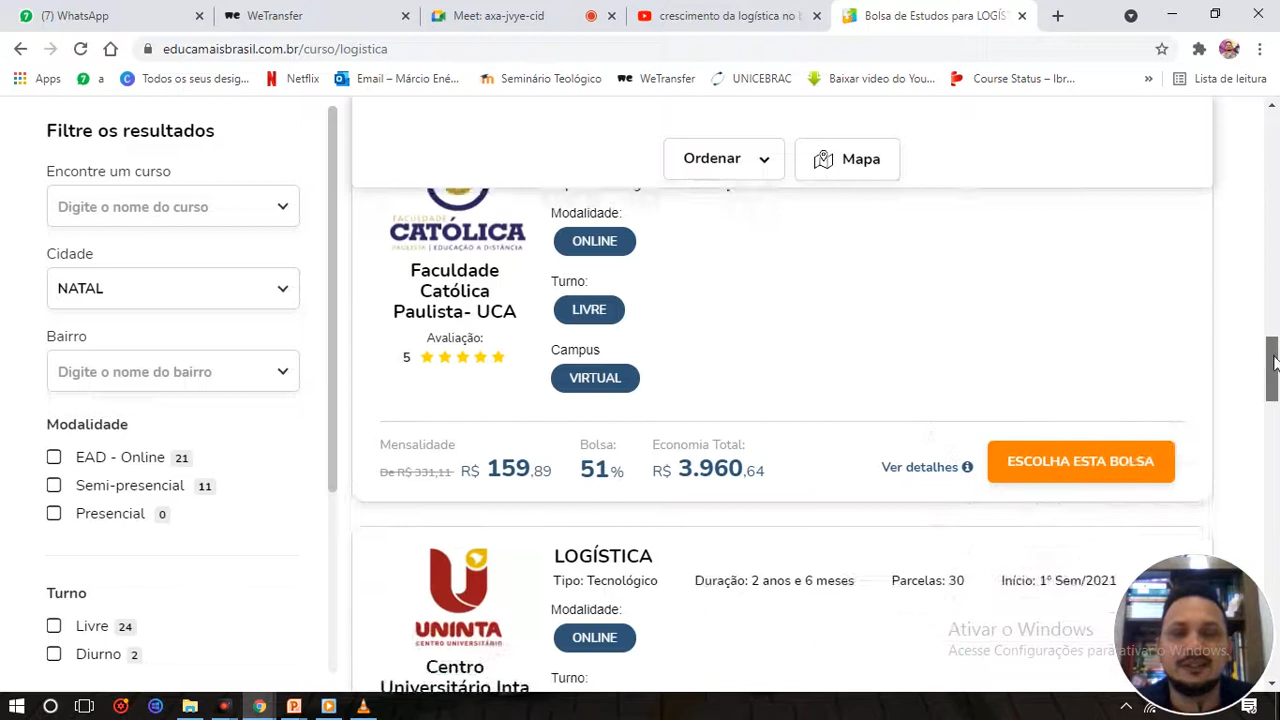 (7) WhatsApp
WeTransfer
Meet: axa-jvye-cid
crescimento da logística no b
Bolsa de Estudos para LOGÍST
educamaisbrasil.com.br/curso/logistica
Apps
7 a
Todos os seus desig...
Netflix
Email – Márcio Ené...
Seminário Teológico
WeTransfer
UNICEBRAC
Baixar video do You...
Course Status – Ibr...
»
Lista de leitura
Filtre os resultados
Encontre um curso
Digite o nome do curso
Cidade
NATAL
Bairro
Digite o nome do bairro
Modalidade
EAD - Online 21
Semi-presencial 11
Presencial 0
Turno
Livre 24
Diurno 2
Ordenar
Mapa
FACULDADE
CATÓLICA
PAULISTA | EDUCAÇÃO A DISTÂNCIA
Faculdade
Católica
Paulista- UCA
Avaliação:
5
Modalidade:
ONLINE
Turno:
LIVRE
Campus
VIRTUAL
Mensalidade
De R$ 331,11 R$ 159,89
Bolsa:
51%
Economia Total:
R$ 3.960,64
Ver detalhes
ESCOLHA ESTA BOLSA
UNINTA
CENTRO UNIVERSITÁRIO
Centro
Universitário Inta
LOGÍSTICA
Tipo: Tecnológico Duração: 2 anos e 6 meses Parcelas: 30 Início: 1º Sem/2021
Modalidade:
ONLINE
Turno:
Ativar o Windows
Acesse Configurações para ativar o Windows.